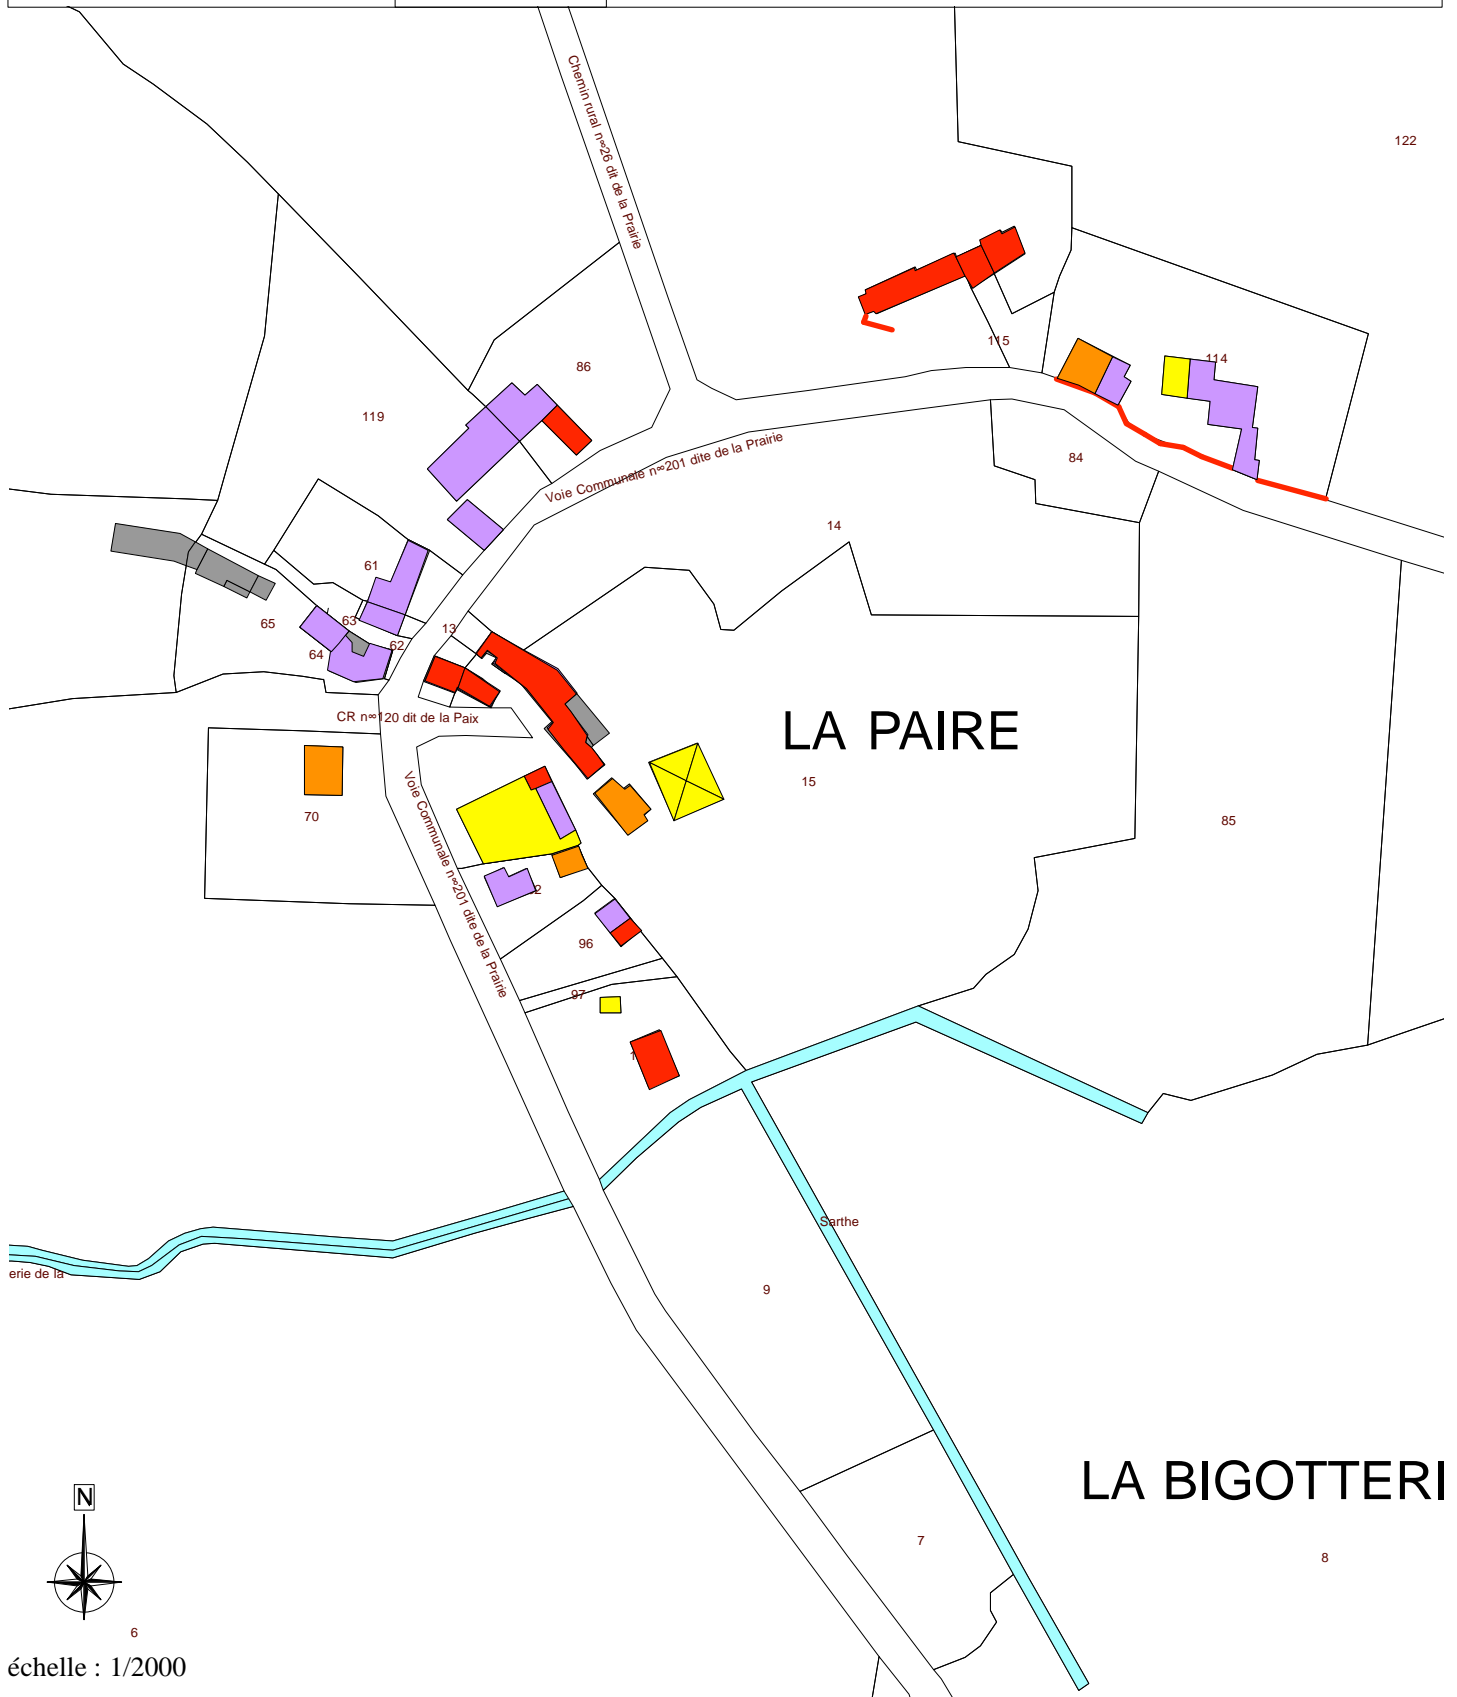 122
Chemin rural n∞26 dit de la Prairie
115
114
86
119
84
Voie Communale n∞201 dite de la Prairie
14
61
63
65
13
62
64
CR n∞120 dit de la Paix
LA PAIRE
15
70
85
Voie Communale n∞201 dite de la Prairie
96
97
Sarthe
erie de la
9
LA BIGOTTERI
N
7
8
6
échelle : 1/2000